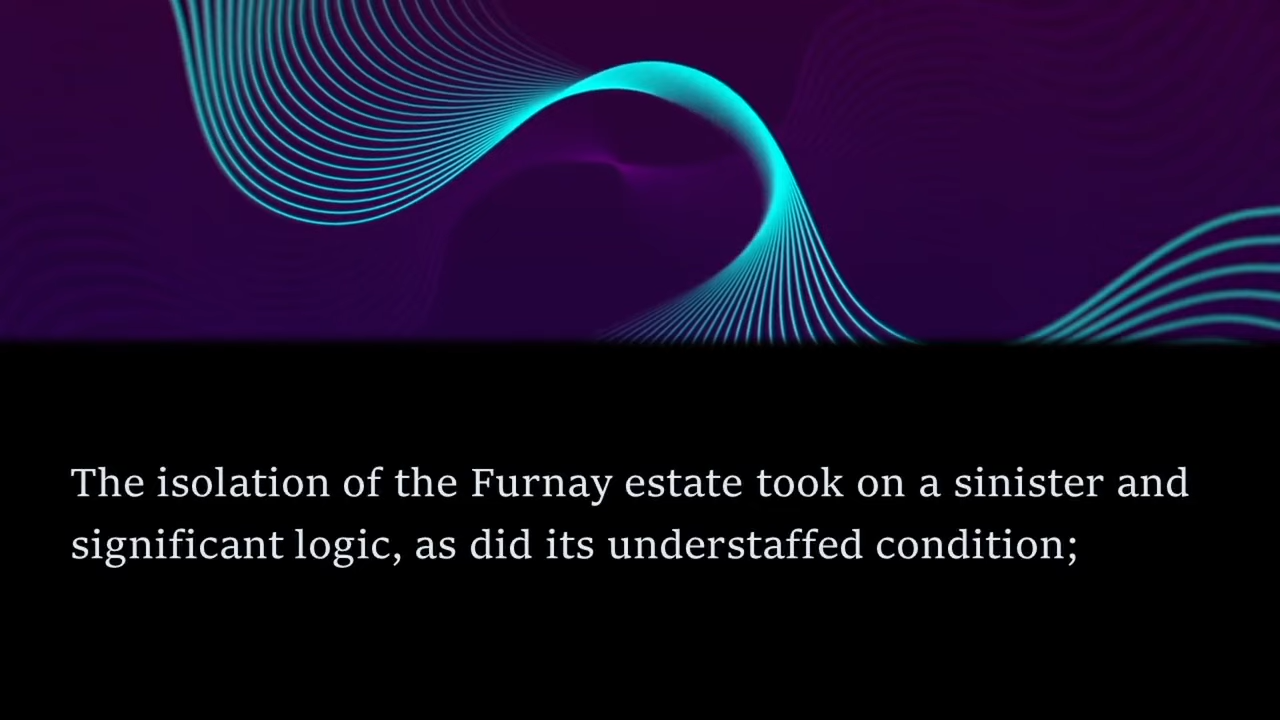 The isolation of the Furnay estate took on a sinister and
significant logic, as did its understaffed condition;